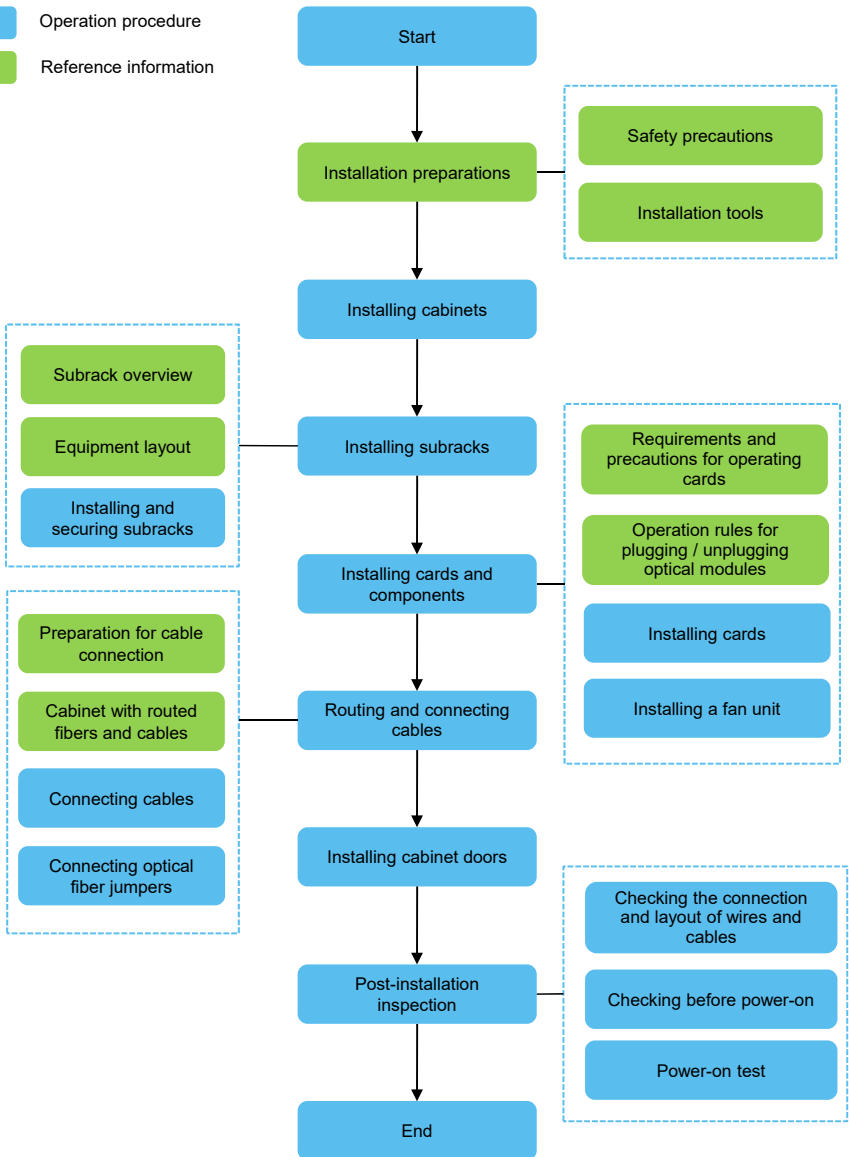 Operation procedure
Reference information
Start
Installation preparations
Safety precautions
Installation tools
Installing cabinets
Subrack overview
Equipment layout
Installing and
securing subracks
Installing subracks
Requirements and
precautions for operating
cards
Operation rules for
plugging / unplugging
optical modules
Installing cards
Installing a fan unit
Installing cards and
components
Preparation for cable
connection
Cabinet with routed
fibers and cables
Connecting cables
Connecting optical
fiber jumpers
Routing and connecting
cables
Installing cabinet doors
Checking the connection
and layout of wires and
cables
Checking before power-on
Power-on test
Post-installation
inspection
End